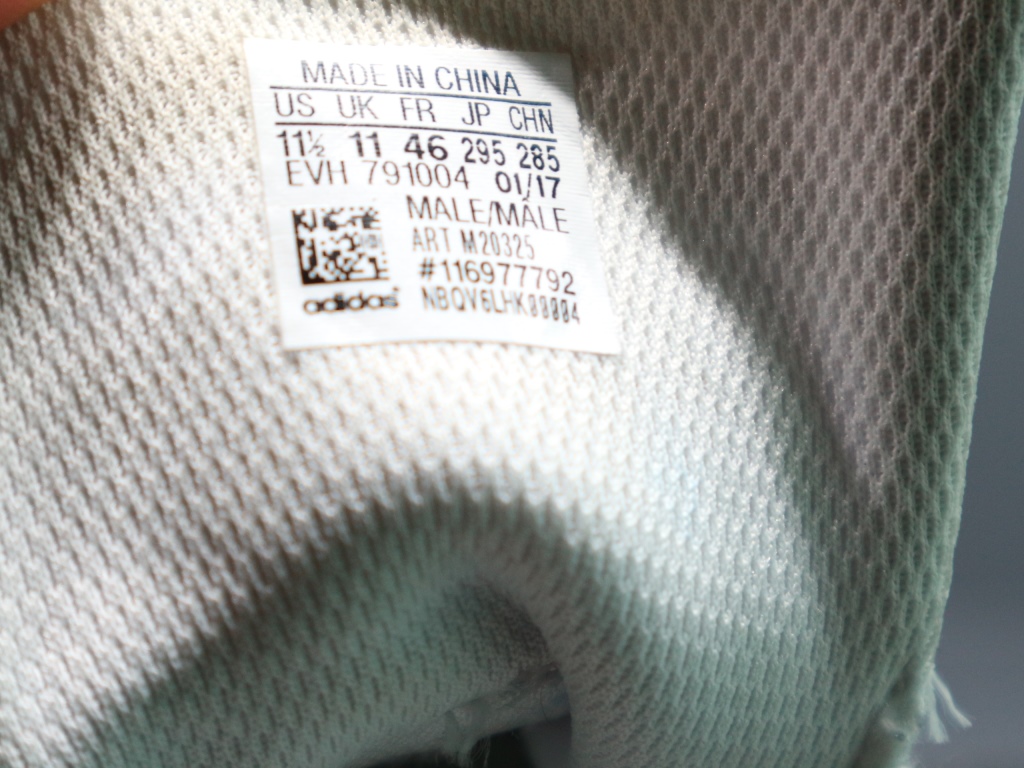 MADE IN CHINA
US UK FR JP CHN
11½ 11 46 295 285
EVH 791004 01/17
MALE/MÂLE
ART M20325
#116977792
adidas NBQV6LHK00004